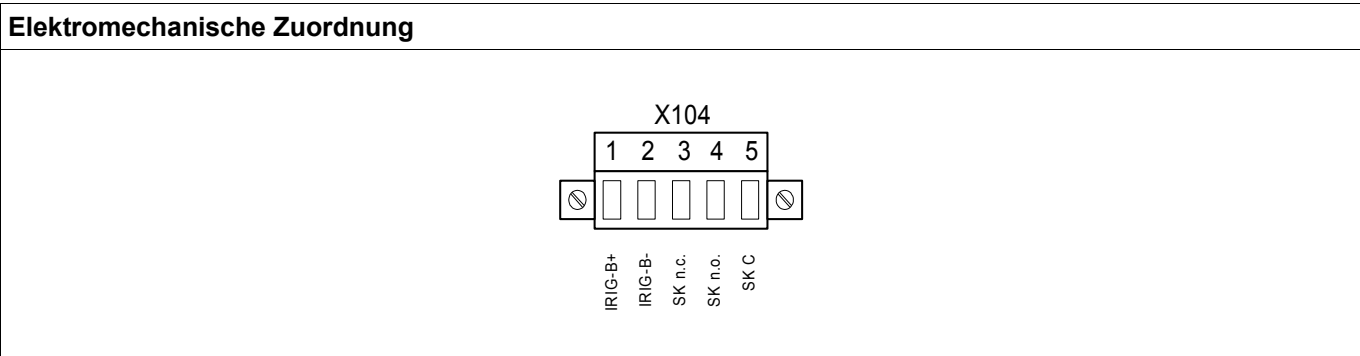 Elektromechanische Zuordnung
X104
1 2 3 4 5
IRIG-B+
IRIG-B-
SK n.c.
SK n.o.
SK C